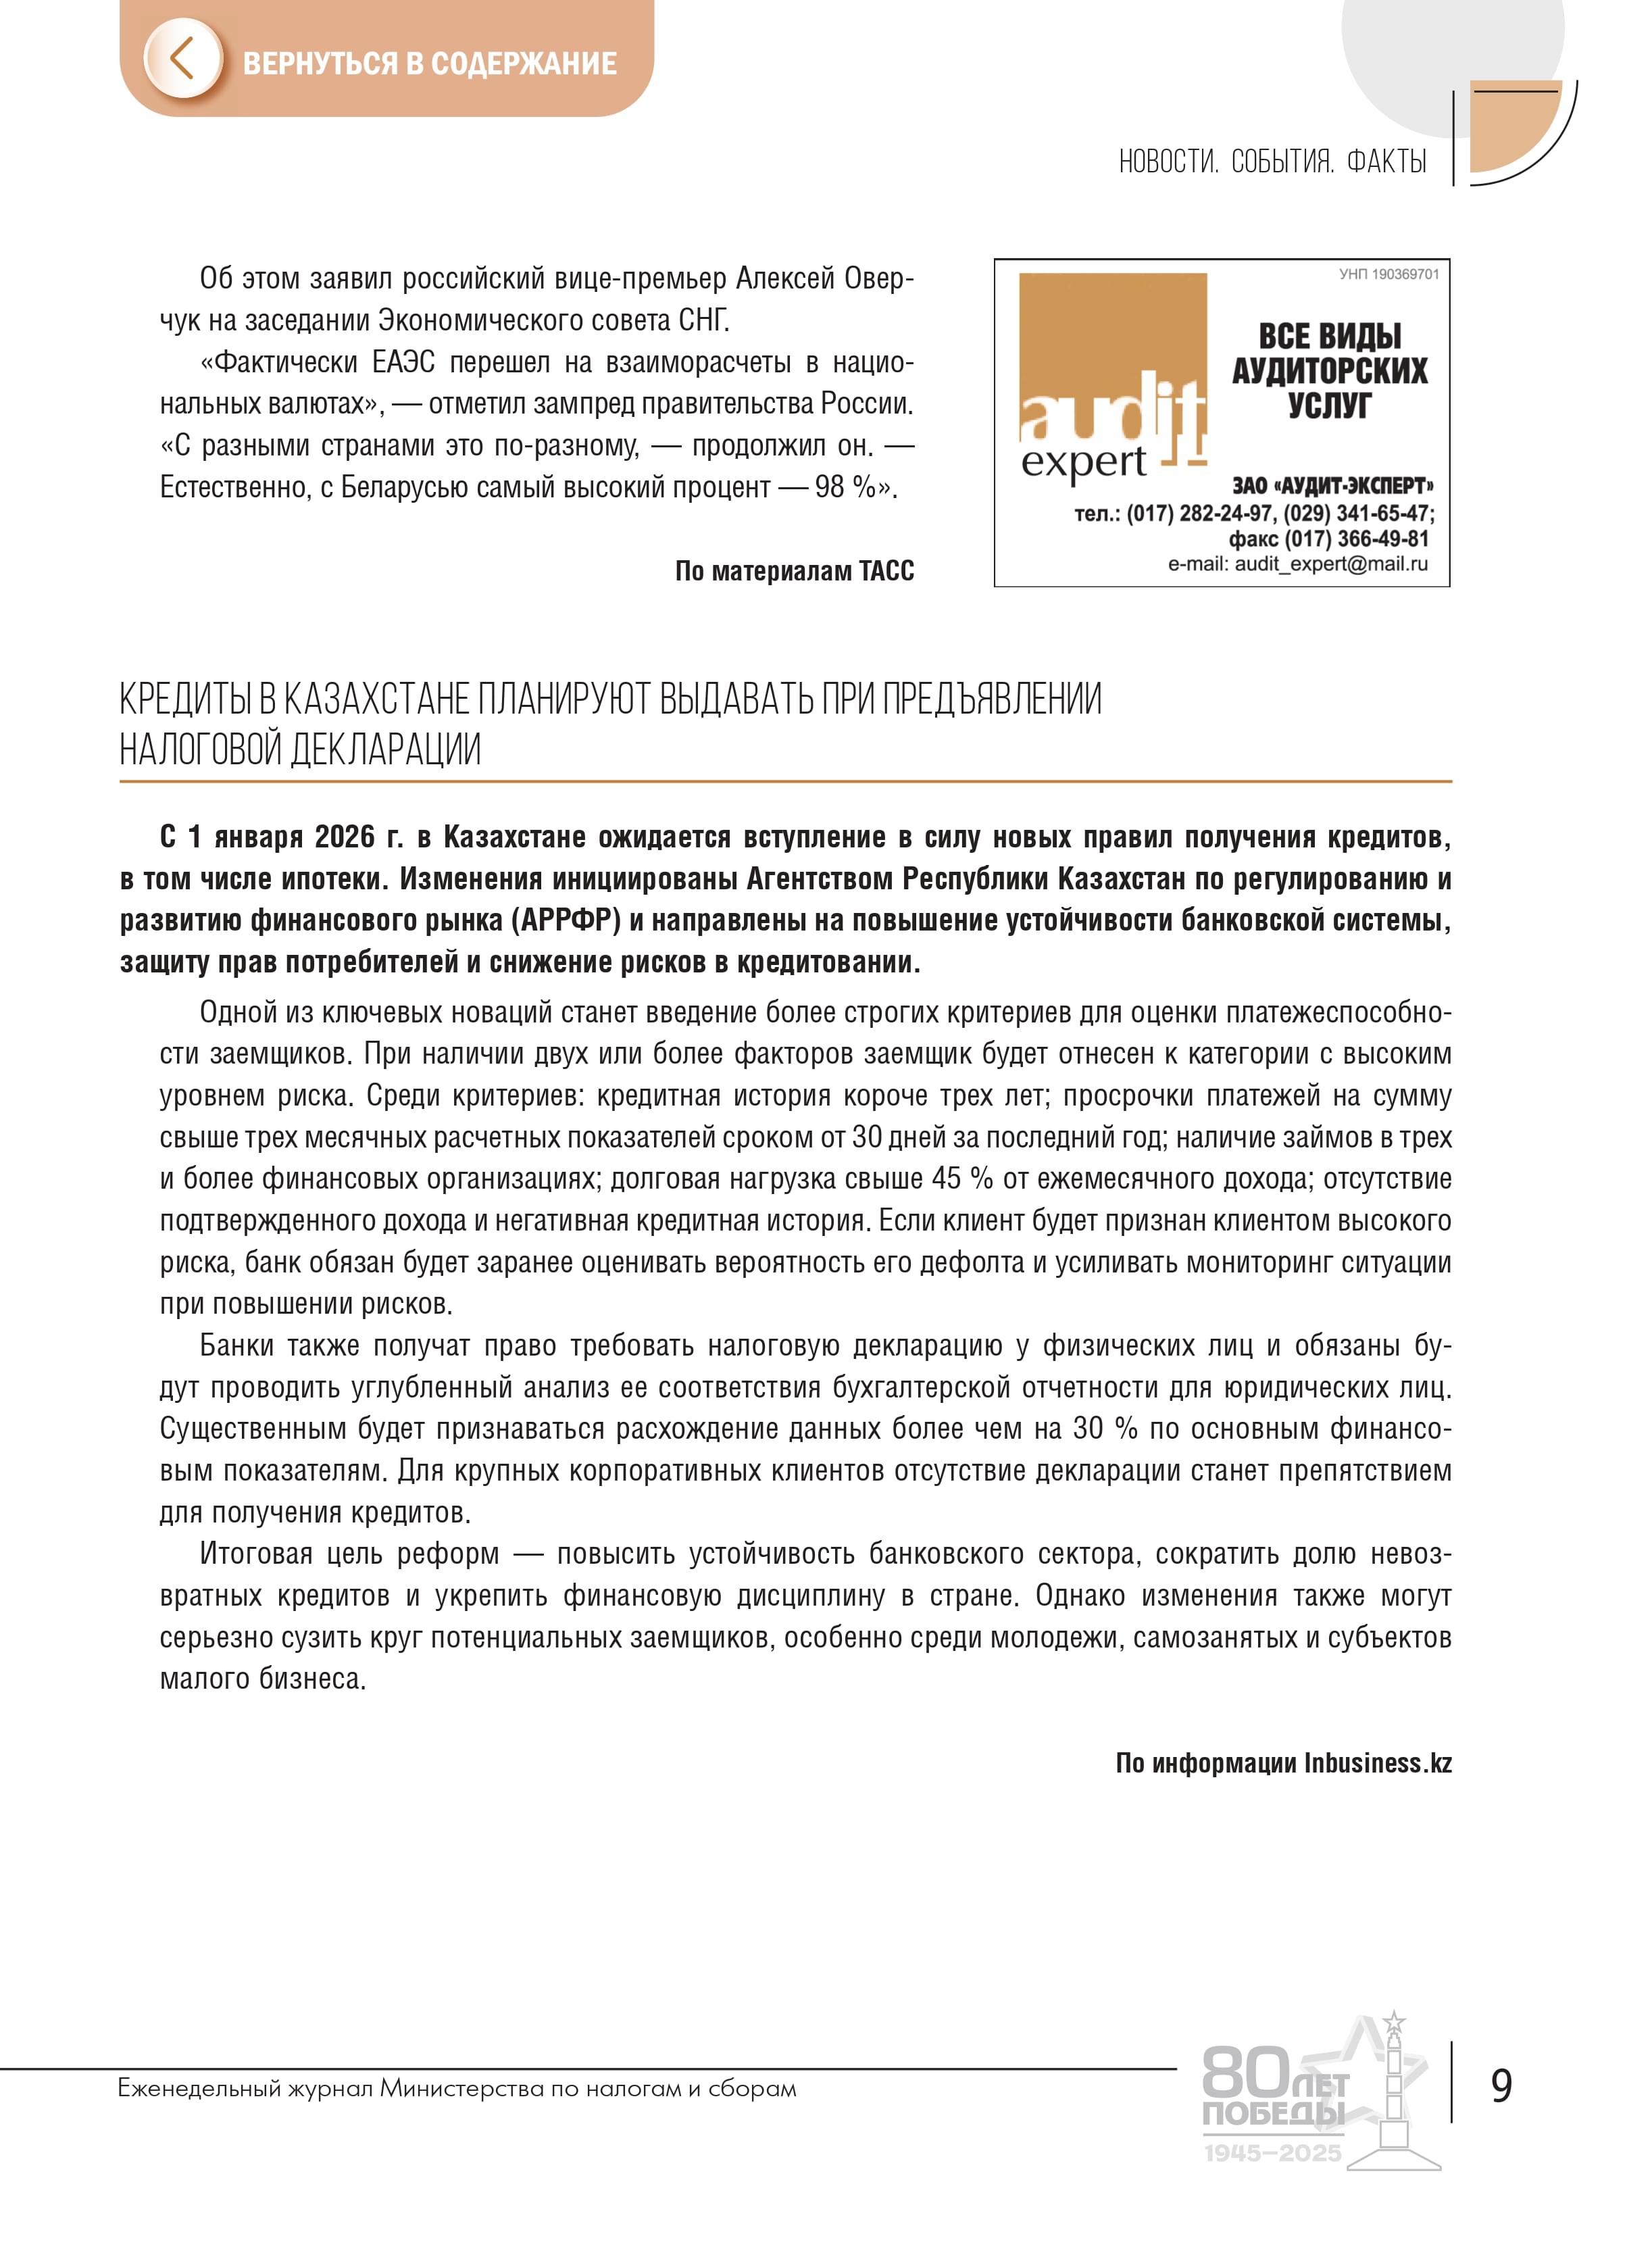 ВЕРНУТЬСЯ В СОДЕРЖАНИЕ
НОВОСТИ. СОБЫТИЯ. ФАКТЫ
Об этом заявил российский вице-премьер Алексей Овер-
чук на заседании Экономического совета СНГ.
«Фактически ЕАЭС перешел на взаиморасчеты в нацио-
нальных валютах», — отметил зампред правительства России.
«С разными странами это по-разному, — продолжил он. —
Естественно, с Беларусью самый высокий процент — 98 %».
По материалам ТАСС
УНП 190369701
ВСЕ ВИДЫ
АУДИТОРСКИХ
УСЛУГ
audit
expert
ЗАО «АУДИТ-ЭКСПЕРТ»
тел.: (017) 282-24-97, (029) 341-65-47;
факс (017) 366-49-81
e-mail: audit_expert@mail.ru
КРЕДИТЫ В КАЗАХСТАНЕ ПЛАНИРУЮТ ВЫДАВАТЬ ПРИ ПРЕДЪЯВЛЕНИИ
НАЛОГОВОЙ ДЕКЛАРАЦИИ
С 1 января 2026 г. в Казахстане ожидается вступление в силу новых правил получения кредитов,
в том числе ипотеки. Изменения инициированы Агентством Республики Казахстан по регулированию и
развитию финансового рынка (АРРФР) и направлены на повышение устойчивости банковской системы,
защиту прав потребителей и снижение рисков в кредитовании.
Одной из ключевых новаций станет введение более строгих критериев для оценки платежеспособно-
сти заемщиков. При наличии двух или более факторов заемщик будет отнесен к категории с высоким
уровнем риска. Среди критериев: кредитная история короче трех лет; просрочки платежей на сумму
свыше трех месячных расчетных показателей сроком от 30 дней за последний год; наличие займов в трех
и более финансовых организациях; долговая нагрузка свыше 45 % от ежемесячного дохода; отсутствие
подтвержденного дохода и негативная кредитная история. Если клиент будет признан клиентом высокого
риска, банк обязан будет заранее оценивать вероятность его дефолта и усиливать мониторинг ситуации
при повышении рисков.
Банки также получат право требовать налоговую декларацию у физических лиц и обязаны бу-
дут проводить углубленный анализ ее соответствия бухгалтерской отчетности для юридических лиц.
Существенным будет признаваться расхождение данных более чем на 30 % по основным финансо-
вым показателям. Для крупных корпоративных клиентов отсутствие декларации станет препятствием
для получения кредитов.
Итоговая цель реформ — повысить устойчивость банковского сектора, сократить долю невоз-
вратных кредитов и укрепить финансовую дисциплину в стране. Однако изменения также могут
серьезно сузить круг потенциальных заемщиков, особенно среди молодежи, самозанятых и субъектов
малого бизнеса.
По информации Inbusiness.kz
Еженедельный журнал Министерства по налогам и сборам
80 ЛЕТ
ПОБЕДЫ
1945–2025
9